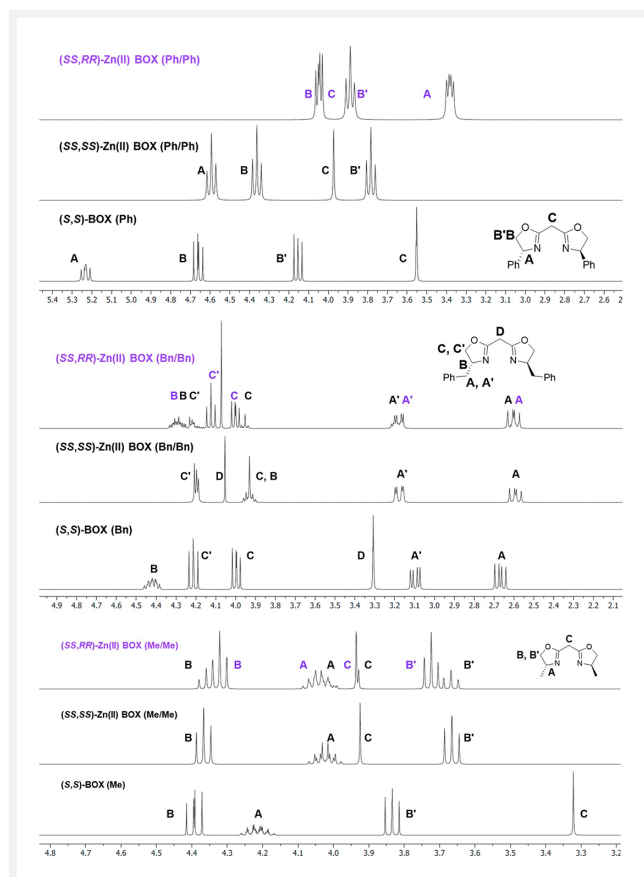 (SS,RR)-Zn(II) BOX (Ph/Ph)
B C B' A
(SS,SS)-Zn(II) BOX (Ph/Ph)
A B C B'
(S,S)-BOX (Ph)
A B B' C
C
B'B O O
N N
Ph A Ph
5.4 5.3 5.2 5.1 5.0 4.9 4.8 4.7 4.6 4.5 4.4 4.3 4.2 4.1 4.0 3.9 3.8 3.7 3.6 3.5 3.4 3.3 3.2 3.1 3.0 2.9 2.8 2.7 2.6 2
(SS,RR)-Zn(II) BOX (Bn/Bn)
D
C, C' O O
B N N
Ph A, A' Ph
C'
B B C' C C A' A' A A
(SS,SS)-Zn(II) BOX (Bn/Bn)
C' D C, B A' A
(S,S)-BOX (Bn)
B C' C D A' A
4.9 4.8 4.7 4.6 4.5 4.4 4.3 4.2 4.1 4.0 3.9 3.8 3.7 3.6 3.5 3.4 3.3 3.2 3.1 3.0 2.9 2.8 2.7 2.6 2.5 2.4 2.3 2.2 2.1
(SS,RR)-Zn(II) BOX (Me/Me)
B B A A C C B' B'
C
B, B' O O
N N
A
(SS,SS)-Zn(II) BOX (Me/Me)
B A C B'
(S,S)-BOX (Me)
B A B' C
4.8 4.7 4.6 4.5 4.4 4.3 4.2 4.1 4.0 3.9 3.8 3.7 3.6 3.5 3.4 3.3 3.2